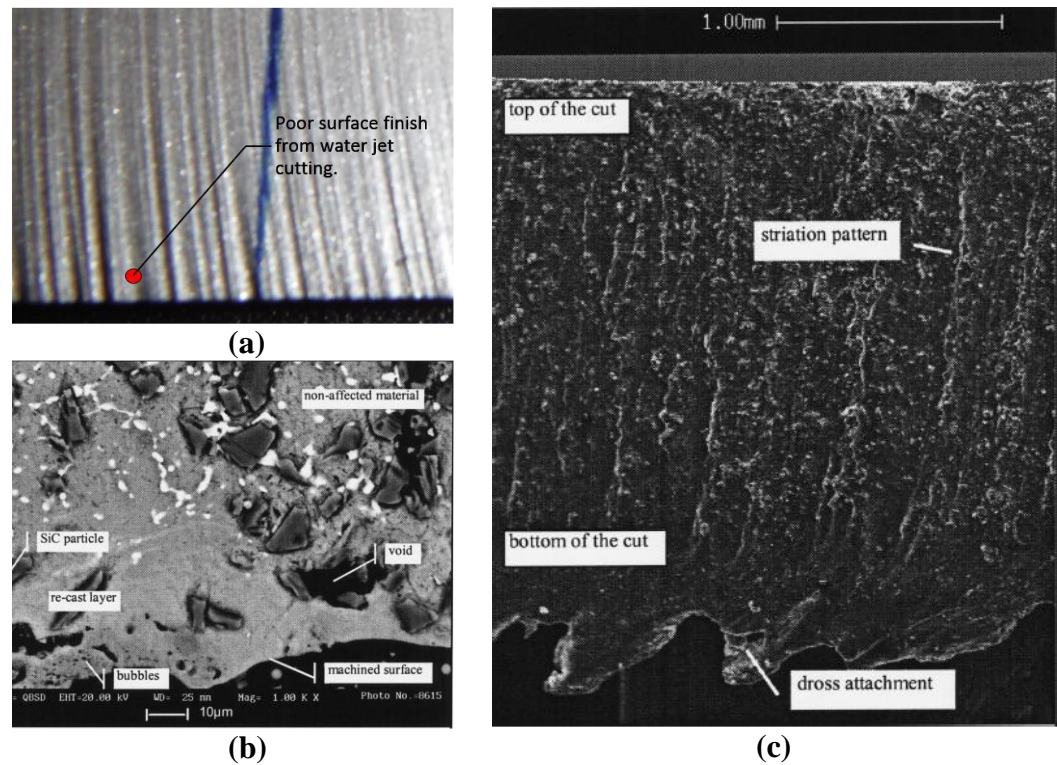 Poor surface finish
from water jet
cutting.
(a)
non-affected material
SiC particle
void
re-cast layer
bubbles
machined surface
= QBSD EHT=20.00 kV WD= 25 mm Mag= 1.00 K X Photo No.=8615
10µm
(b)
1.00mm
top of the cut
striation pattern
bottom of the cut
dross attachment
(c)